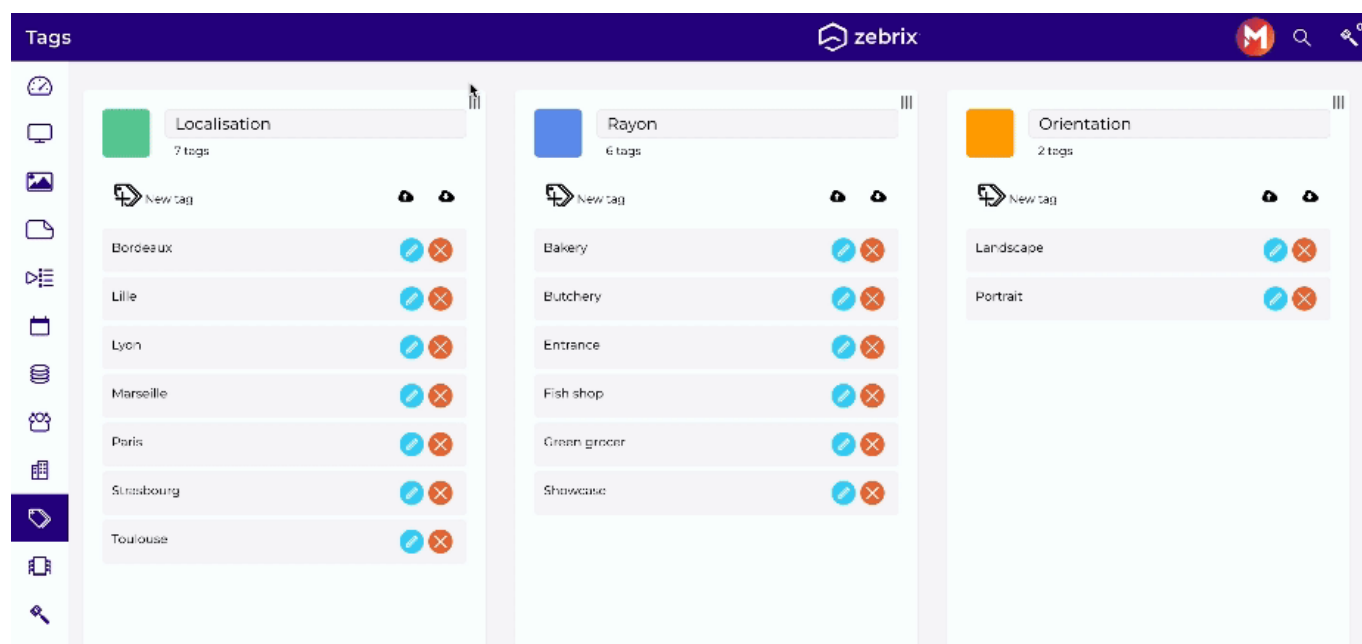 Tags
zebrix
Localisation
7 tags
New tag
Bordeaux
Lille
Lyon
Marseille
Paris
Strasbourg
Toulouse
Rayon
6 tags
New tag
Bakery
Butchery
Entrance
Fish shop
Green grocer
Showcase
Orientation
2 tags
New tag
Landscape
Portrait